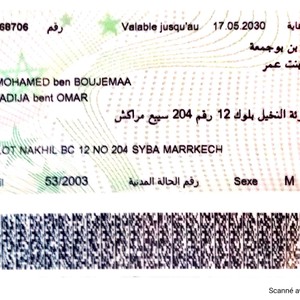 68706 رقم Valable jusqu'au 17.05.2030
بن بوجمعة
بنت عمر
MOHAMED ben BOUJEMAA
ADIJA bent OMAR
النخيل بلوك 12 رقم 204 سيبع مراكش
LOT NAKHIL BC 12 NO 204 SYBA MARRKECH
53/2003 رقم الحالة المدنية Sexe M
Scanné